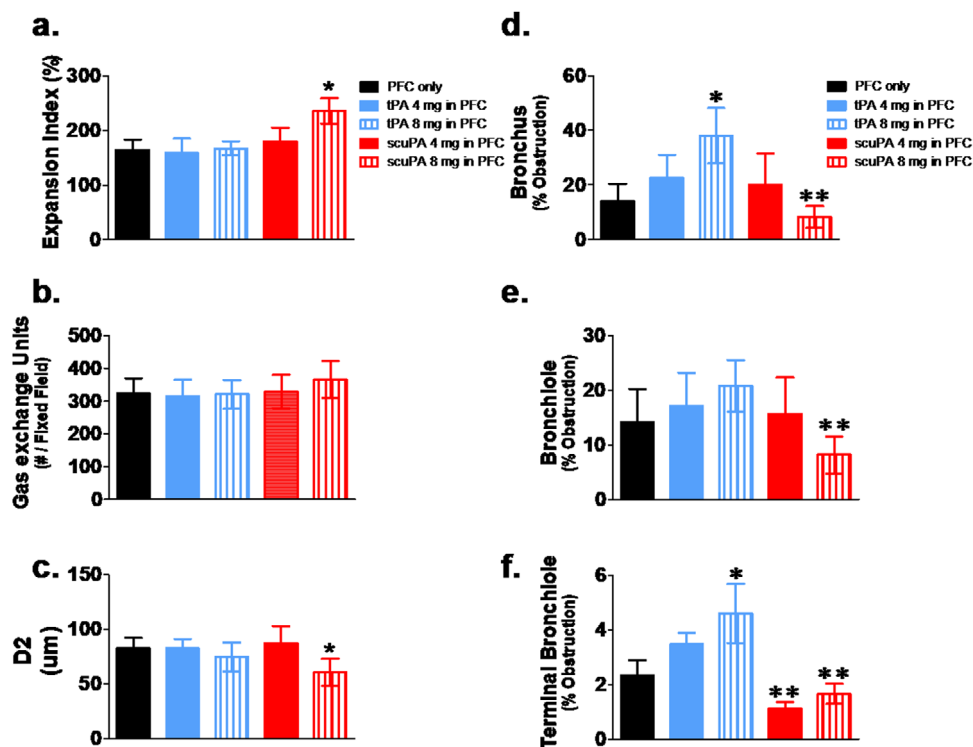 a.
Expansion Index (%)
300
200
100
0
*
PFC only
tPA 4 mg in PFC
tPA 8 mg in PFC
scuPA 4 mg in PFC
scuPA 8 mg in PFC
b.
Gas exchange Units
(# / Fixed Field)
500
400
300
200
100
0
c.
D2
(um)
150
100
50
0
*
d.
Bronchus
(% Obstruction)
60
40
20
0
*
**
PFC only
tPA 4 mg in PFC
tPA 8 mg in PFC
scuPA 4 mg in PFC
scuPA 8 mg in PFC
e.
Bronchiole
(% Obstruction)
30
20
10
0
**
f.
Terminal Bronchiole
(% Obstruction)
6
4
2
0
*
**
**